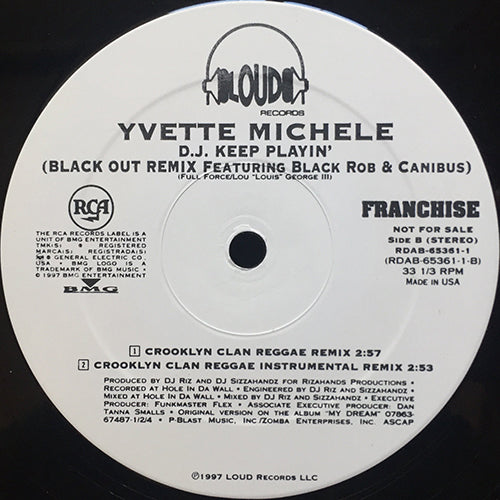 LOUD
RECORDS
YVETTE MICHELE
D.J. KEEP PLAYIN'
(BLACK OUT REMIX FEATURING BLACK ROB & CANIBUS)
(FULL FORCE/LOU "LOUIS" GEORGE III)
RCA
THE RCA RECORDS LABEL IS A
UNIT OF BMG ENTERTAINMENT
TMK(S) ® REGISTERED
MARCA(S) REGISTRADA(S)
® GENERAL ELECTRIC CO.
USA • BMG LOGO IS A
TRADEMARK OF BMG MUSIC •
℗1997 BMG ENTERTAINMENT
BMG
FRANCHISE
NOT FOR SALE
SIDE B (STEREO)
RDAB-65361-1
(RDAB-65361-1-B)
33 1/3 RPM
MADE IN USA
1 CROOKLYN CLAN REGGAE REMIX 2:57
2 CROOKLYN CLAN REGGAE INSTRUMENTAL REMIX 2:53
PRODUCED BY DJ RIZ AND DJ SIZZAHANDZ FOR RIZAHANDS PRODUCTIONS •
RECORDED AT HOLE IN DA WALL • ENGINEERED BY DJ RIZ AND SIZZAHANDZ •
MIXED AT HOLE IN DA WALL • MIXED BY DJ RIZ AND SIZZAHANDZ • EXECUTIVE
PRODUCER: FUNKMASTER FLEX • ASSOCIATE EXECUTIVE PRODUCER: DAN
TANNA SMALLS • ORIGINAL VERSION ON THE ALBUM "MY DREAM" 07863-
67487-1/2/4 • P-BLAST MUSIC, INC/ZOMBA ENTERPRISES, INC. ASCAP
℗1997 LOUD RECORDS LLC